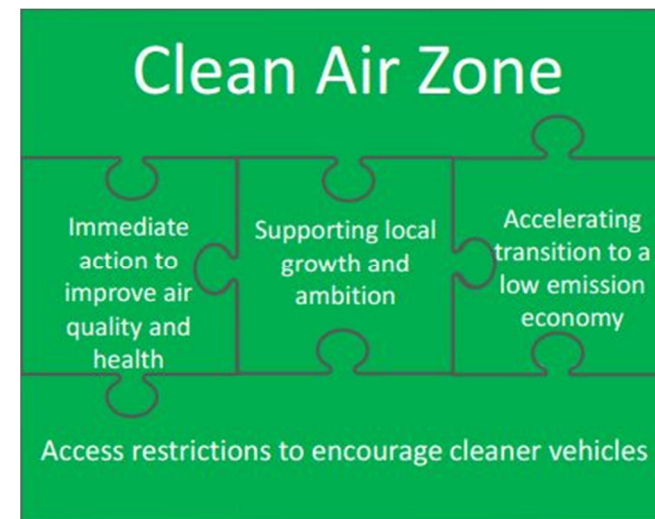 Clean Air Zone
Immediate
action to
improve air
quality and
health
Supporting local
growth and
ambition
Accelerating
transition to a
low emission
economy
Access restrictions to encourage cleaner vehicles